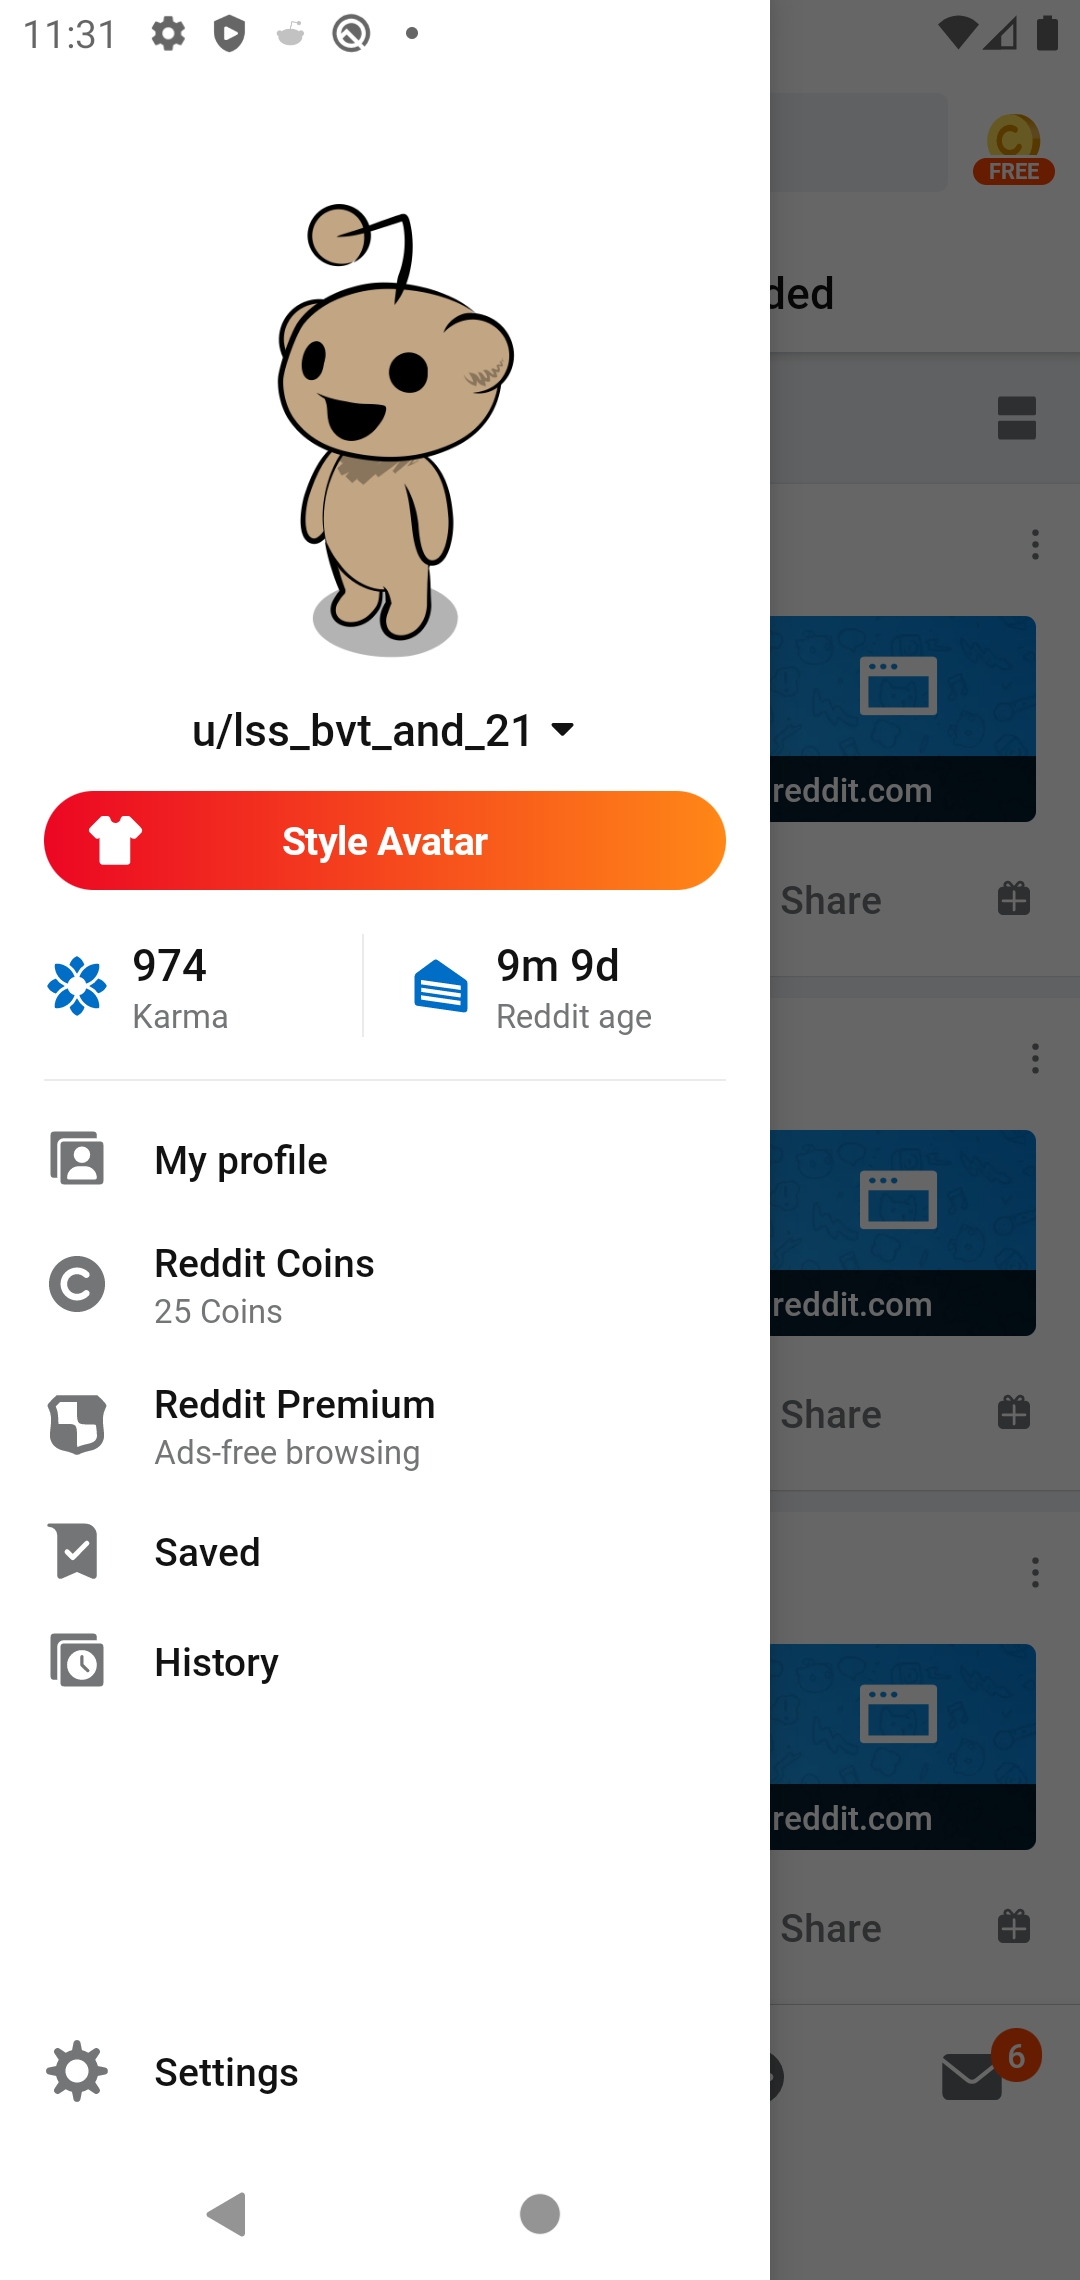 11:31
FREE
ded
u/lss_bvt_and_21
Style Avatar
974
Karma
9m 9d
Reddit age
My profile
Reddit Coins
25 Coins
Reddit Premium
Ads-free browsing
Saved
History
Settings
reddit.com
Share
reddit.com
Share
reddit.com
Share
6